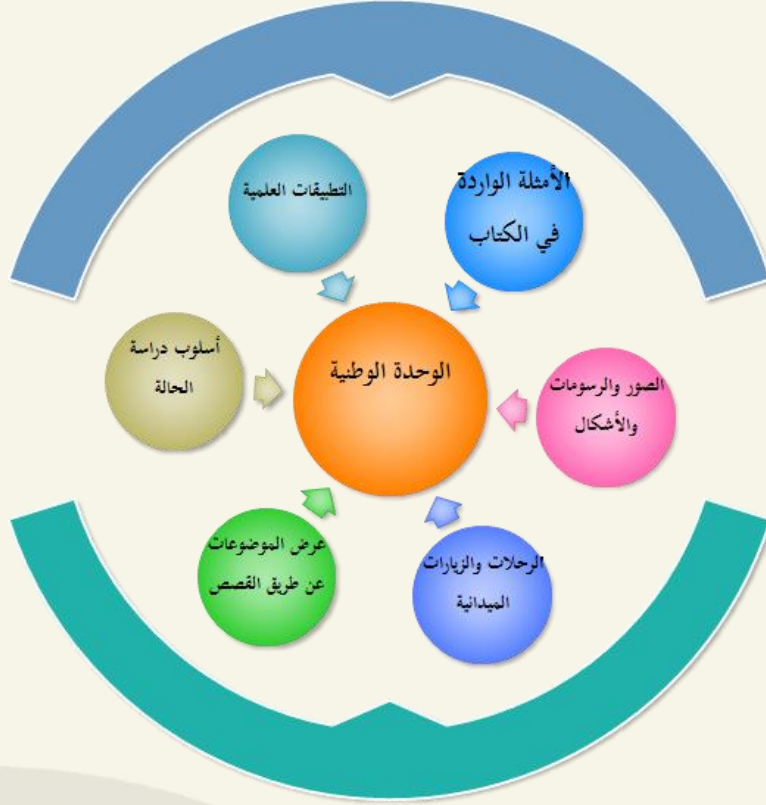 الأمثلة الواردة
في الكتاب
التطبيقات العلمية
أسلوب دراسة
الحالة
الوحدة الوطنية
الصور والرسومات
والأشكال
عرض الموضوعات
عن طريق القصص
الرحلات والزيارات
الميدانية